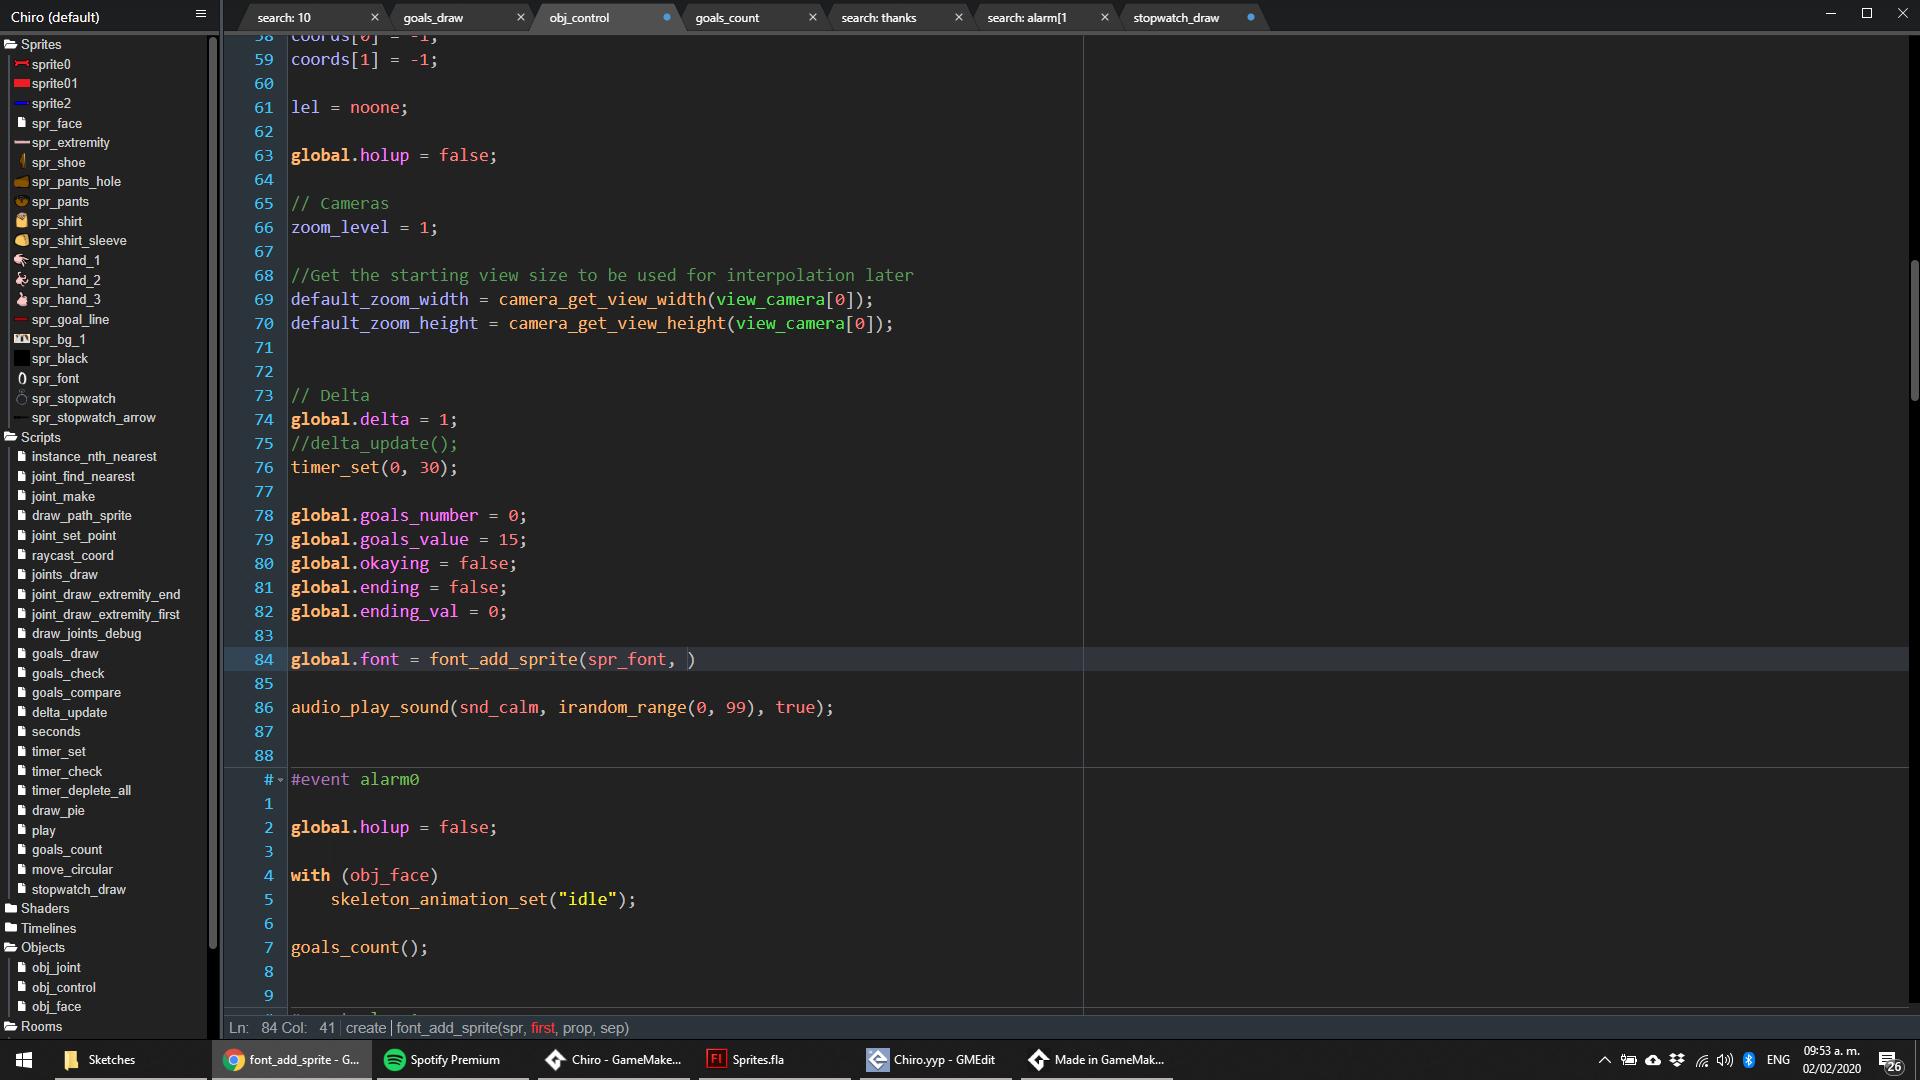 Chiro (default)
search: 10
goals_draw
obj_control
goals_count
search: thanks
search: alarm[1
stopwatch_draw
Sprites
sprite0
sprite01
sprite2
spr_face
spr_extremity
spr_shoe
spr_pants_hole
spr_pants
spr_shirt
spr_shirt_sleeve
spr_hand_1
spr_hand_2
spr_hand_3
spr_goal_line
spr_bg_1
spr_black
spr_font
spr_stopwatch
spr_stopwatch_arrow
Scripts
instance_nth_nearest
joint_find_nearest
joint_make
draw_path_sprite
joint_set_point
raycast_coord
joints_draw
joint_draw_extremity_end
joint_draw_extremity_first
draw_joints_debug
goals_draw
goals_check
goals_compare
delta_update
seconds
timer_set
timer_check
timer_deplete_all
draw_pie
play
goals_count
move_circular
stopwatch_draw
Shaders
Timelines
Objects
obj_joint
obj_control
obj_face
Rooms
58 coords[0] = -1;
59 coords[1] = -1;
60
61 lel = noone;
62
63 global.holup = false;
64
65 // Cameras
66 zoom_level = 1;
67
68 //Get the starting view size to be used for interpolation later
69 default_zoom_width = camera_get_view_width(view_camera[0]);
70 default_zoom_height = camera_get_view_height(view_camera[0]);
71
72
73 // Delta
74 global.delta = 1;
75 //delta_update();
76 timer_set(0, 30);
77
78 global.goals_number = 0;
79 global.goals_value = 15;
80 global.okaying = false;
81 global.ending = false;
82 global.ending_val = 0;
83
84 global.font = font_add_sprite(spr_font, )
85
86 audio_play_sound(snd_calm, irandom_range(0, 99), true);
87
88
# #event alarm0
1
2 global.holup = false;
3
4 with (obj_face)
5 skeleton_animation_set("idle");
6
7 goals_count();
8
9
Ln: 84 Col: 41 create font_add_sprite(spr, first, prop, sep)
Sketches
font_add_sprite - G...
Spotify Premium
Chiro - GameMake...
Fl
Sprites.fla
Chiro.yyp - GMEdit
Made in GameMak...
ENG
09:53 a. m.
02/02/2020
26